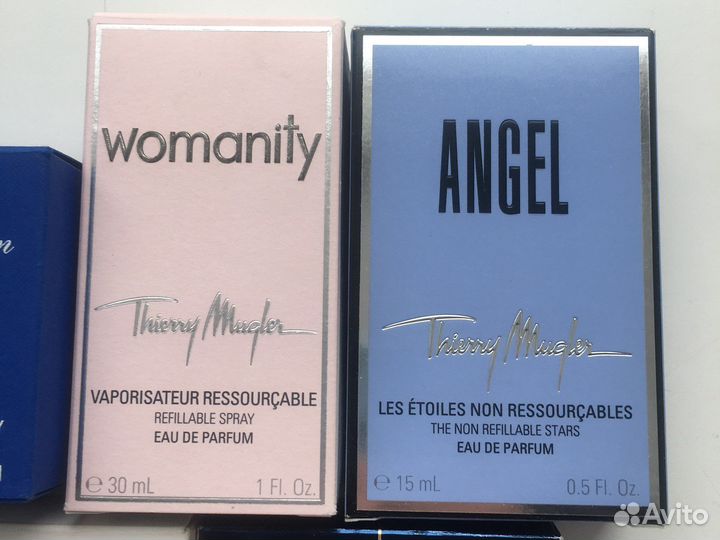 womanity
Thierry Mugler
VAPORISATEUR RESSOURÇABLE
REFILLABLE SPRAY
EAU DE PARFUM
℮ 30 mL 1 Fl. Oz.
ANGEL
Thierry Mugler
LES ÉTOILES NON RESSOURÇABLES
THE NON REFILLABLE STARS
EAU DE PARFUM
℮ 15 mL 0.5 Fl. Oz.
Avito